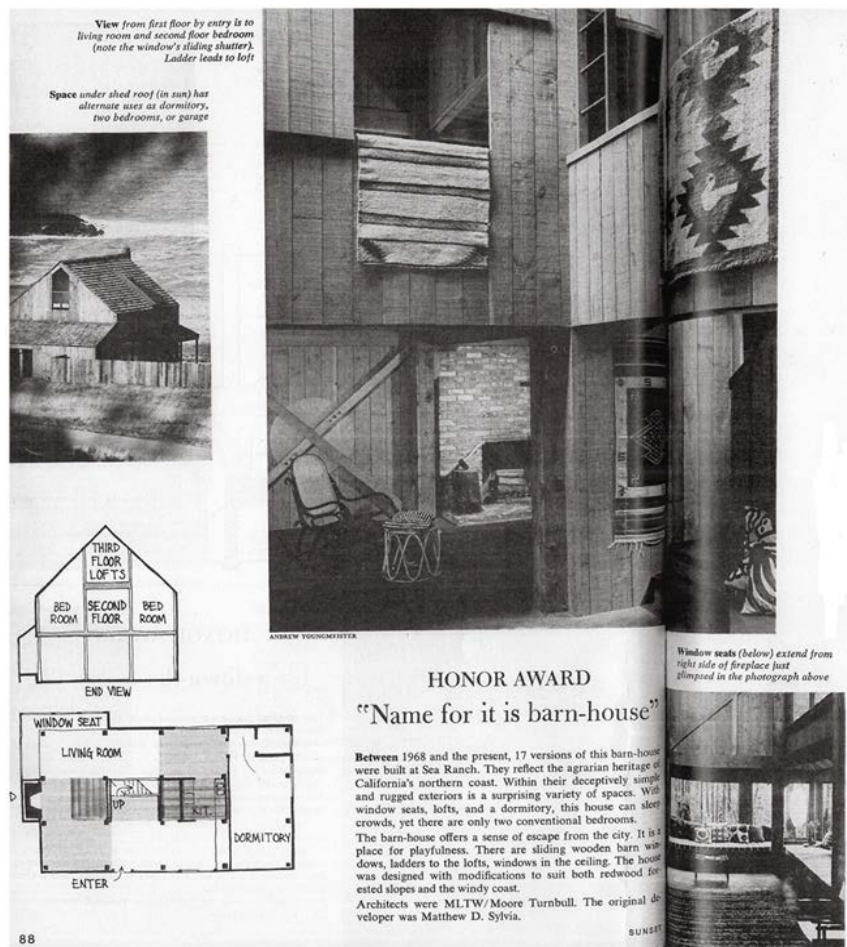 View from first floor by entry is to
living room and second floor bedroom
(note the window's sliding shutter).
Ladder leads to loft
Space under shed roof (in sun) has
alternate uses as dormitory,
two bedrooms, or garage
ANDREW YOUNGMEISTER
THIRD
FLOOR
LOFTS
BED
ROOM
SECOND
FLOOR
BED
ROOM
END VIEW
WINDOW SEAT
LIVING ROOM
UP
KIT.
DORMITORY
ENTER
HONOR AWARD
"Name for it is barn-house"
Between 1968 and the present, 17 versions of this barn-house
were built at Sea Ranch. They reflect the agrarian heritage of
California's northern coast. Within their deceptively simple
and rugged exteriors is a surprising variety of spaces. With
window seats, lofts, and a dormitory, this house can sleep
crowds, yet there are only two conventional bedrooms.
The barn-house offers a sense of escape from the city. It is a
place for playfulness. There are sliding wooden barn win-
dows, ladders to the lofts, windows in the ceiling. The house
was designed with modifications to suit both redwood for-
ested slopes and the windy coast.
Architects were MLTW/Moore Turnbull. The original de-
veloper was Matthew D. Sylvia.
Window seats (below) extend from
right side of fireplace just
glimpsed in the photograph above
88
SUNSET